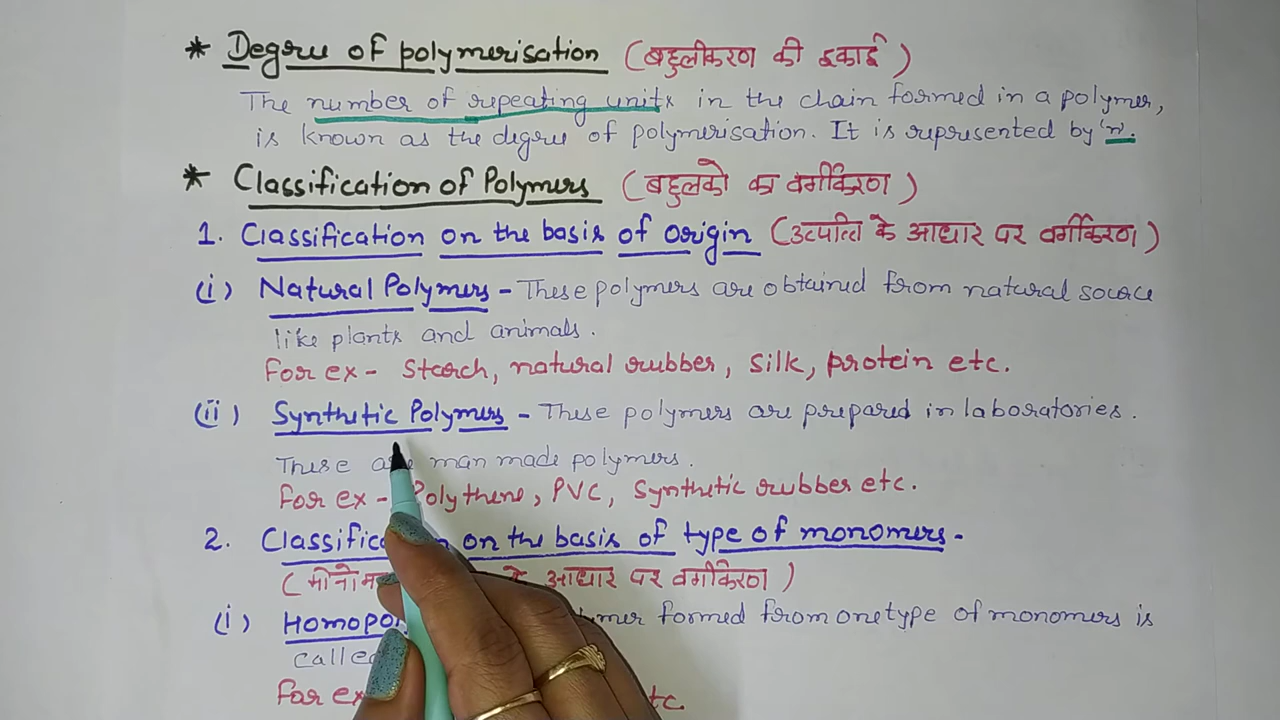 * Degree of polymerisation (बहुलीकरण की इकाई)
The number of repeating units in the chain formed in a polymer,
is known as the degree of polymerisation. It is represented by 'n'.
* Classification of Polymers (बहुलको का वर्गीकरण)
1. Classification on the basis of origin (उत्पत्ति के आधार पर वर्गीकरण)
(i) Natural Polymers - These polymers are obtained from natural source
like plants and animals.
For ex - Starch, natural rubber, Silk, protein etc.
(ii) Synthetic Polymers - These polymers are prepared in laboratories.
These are man made polymers.
For ex - Polythene, PVC, Synthetic rubber etc.
2. on the basis of type of monomers -
के आधार पर वर्गीकरण)
(i) formed from one type of monomers is
For ex etc.